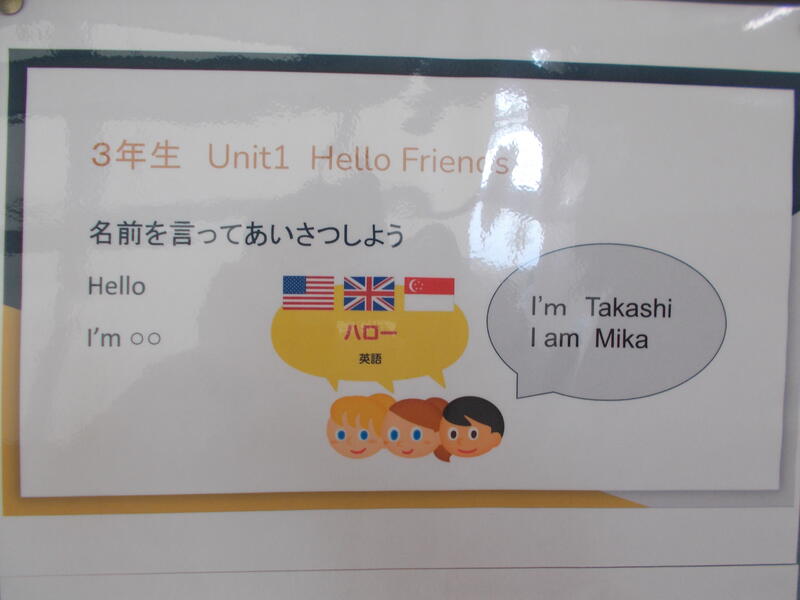 3年生 Unit1 Hello Friends
名前を言ってあいさつしよう
Hello
I'm ○○
ハロー
英語
I'm Takashi
I am Mika